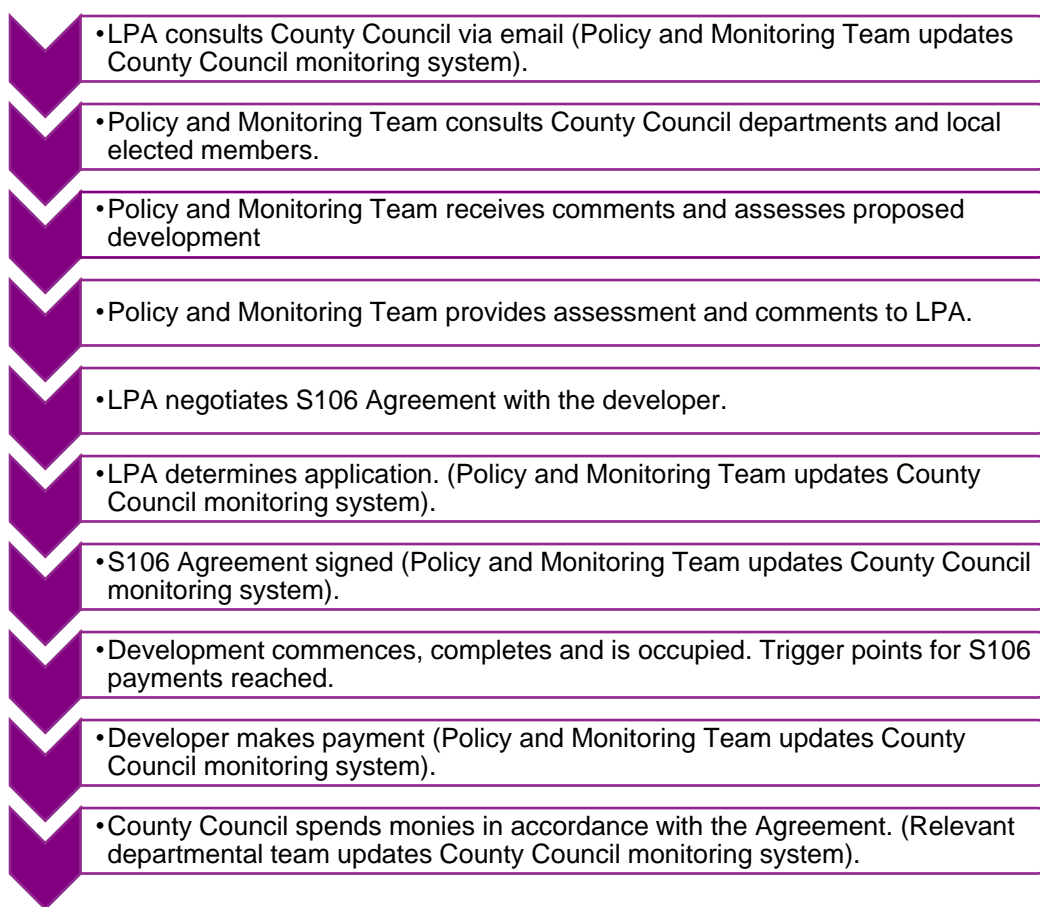 •LPA consults County Council via email (Policy and Monitoring Team updates
County Council monitoring system).
•Policy and Monitoring Team consults County Council departments and local
elected members.
•Policy and Monitoring Team receives comments and assesses proposed
development
•Policy and Monitoring Team provides assessment and comments to LPA.
•LPA negotiates S106 Agreement with the developer.
•LPA determines application. (Policy and Monitoring Team updates County
Council monitoring system).
•S106 Agreement signed (Policy and Monitoring Team updates County Council
monitoring system).
•Development commences, completes and is occupied. Trigger points for S106
payments reached.
•Developer makes payment (Policy and Monitoring Team updates County
Council monitoring system).
•County Council spends monies in accordance with the Agreement. (Relevant
departmental team updates County Council monitoring system).